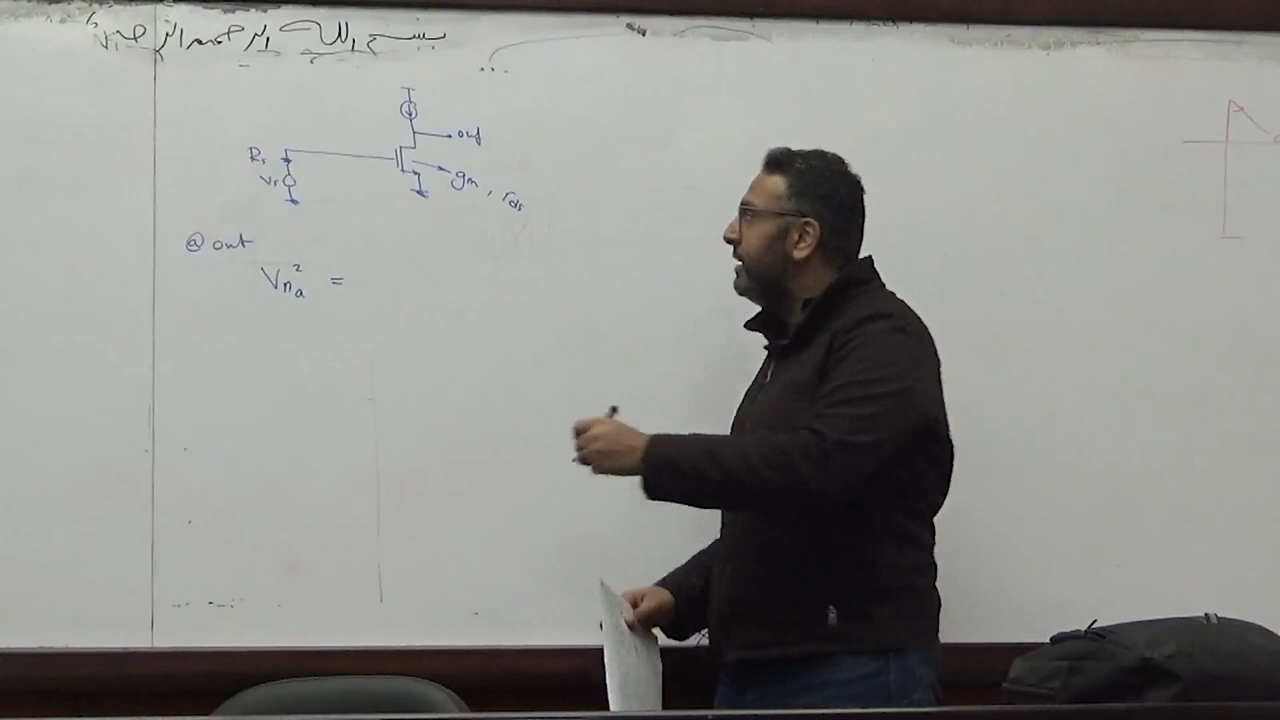 بسم الله الرحمن الرحيم
out
Rs
Vs
gm, rds
@ out
Vna² =